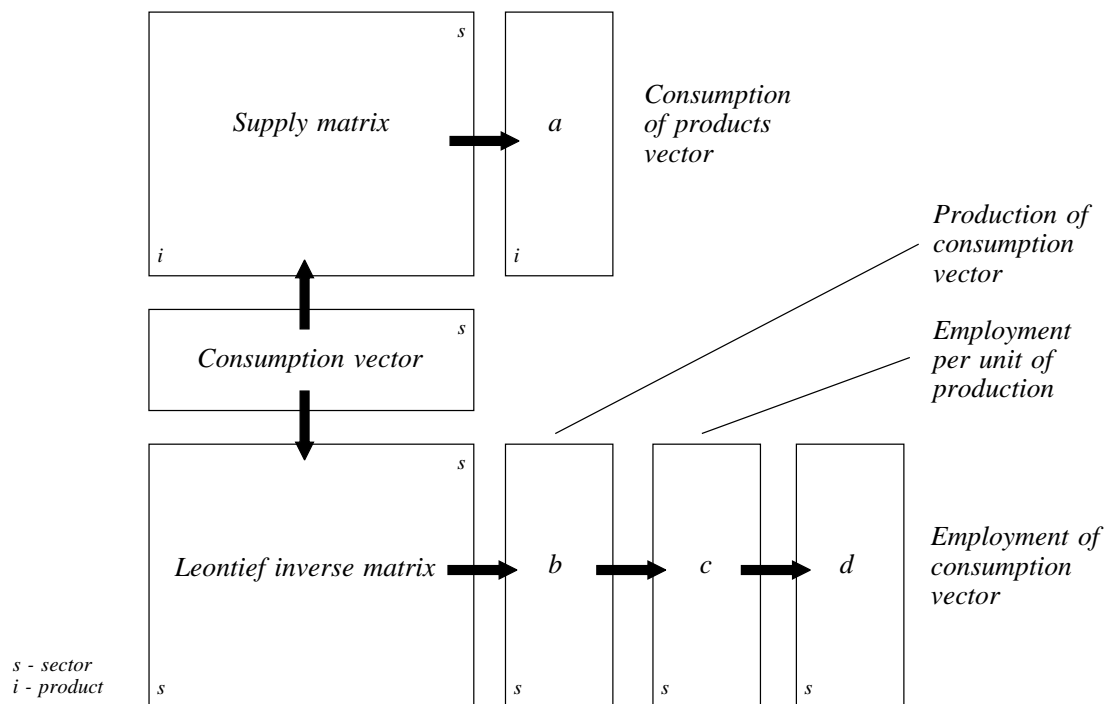 s
Supply matrix
a
Consumption
of products
vector
i
i
Production of
consumption
vector
s
Consumption vector
Employment
per unit of
production
s
Leontief inverse matrix
b
c
d
Employment of
consumption
vector
s - sector
i - product
s
s
s
s